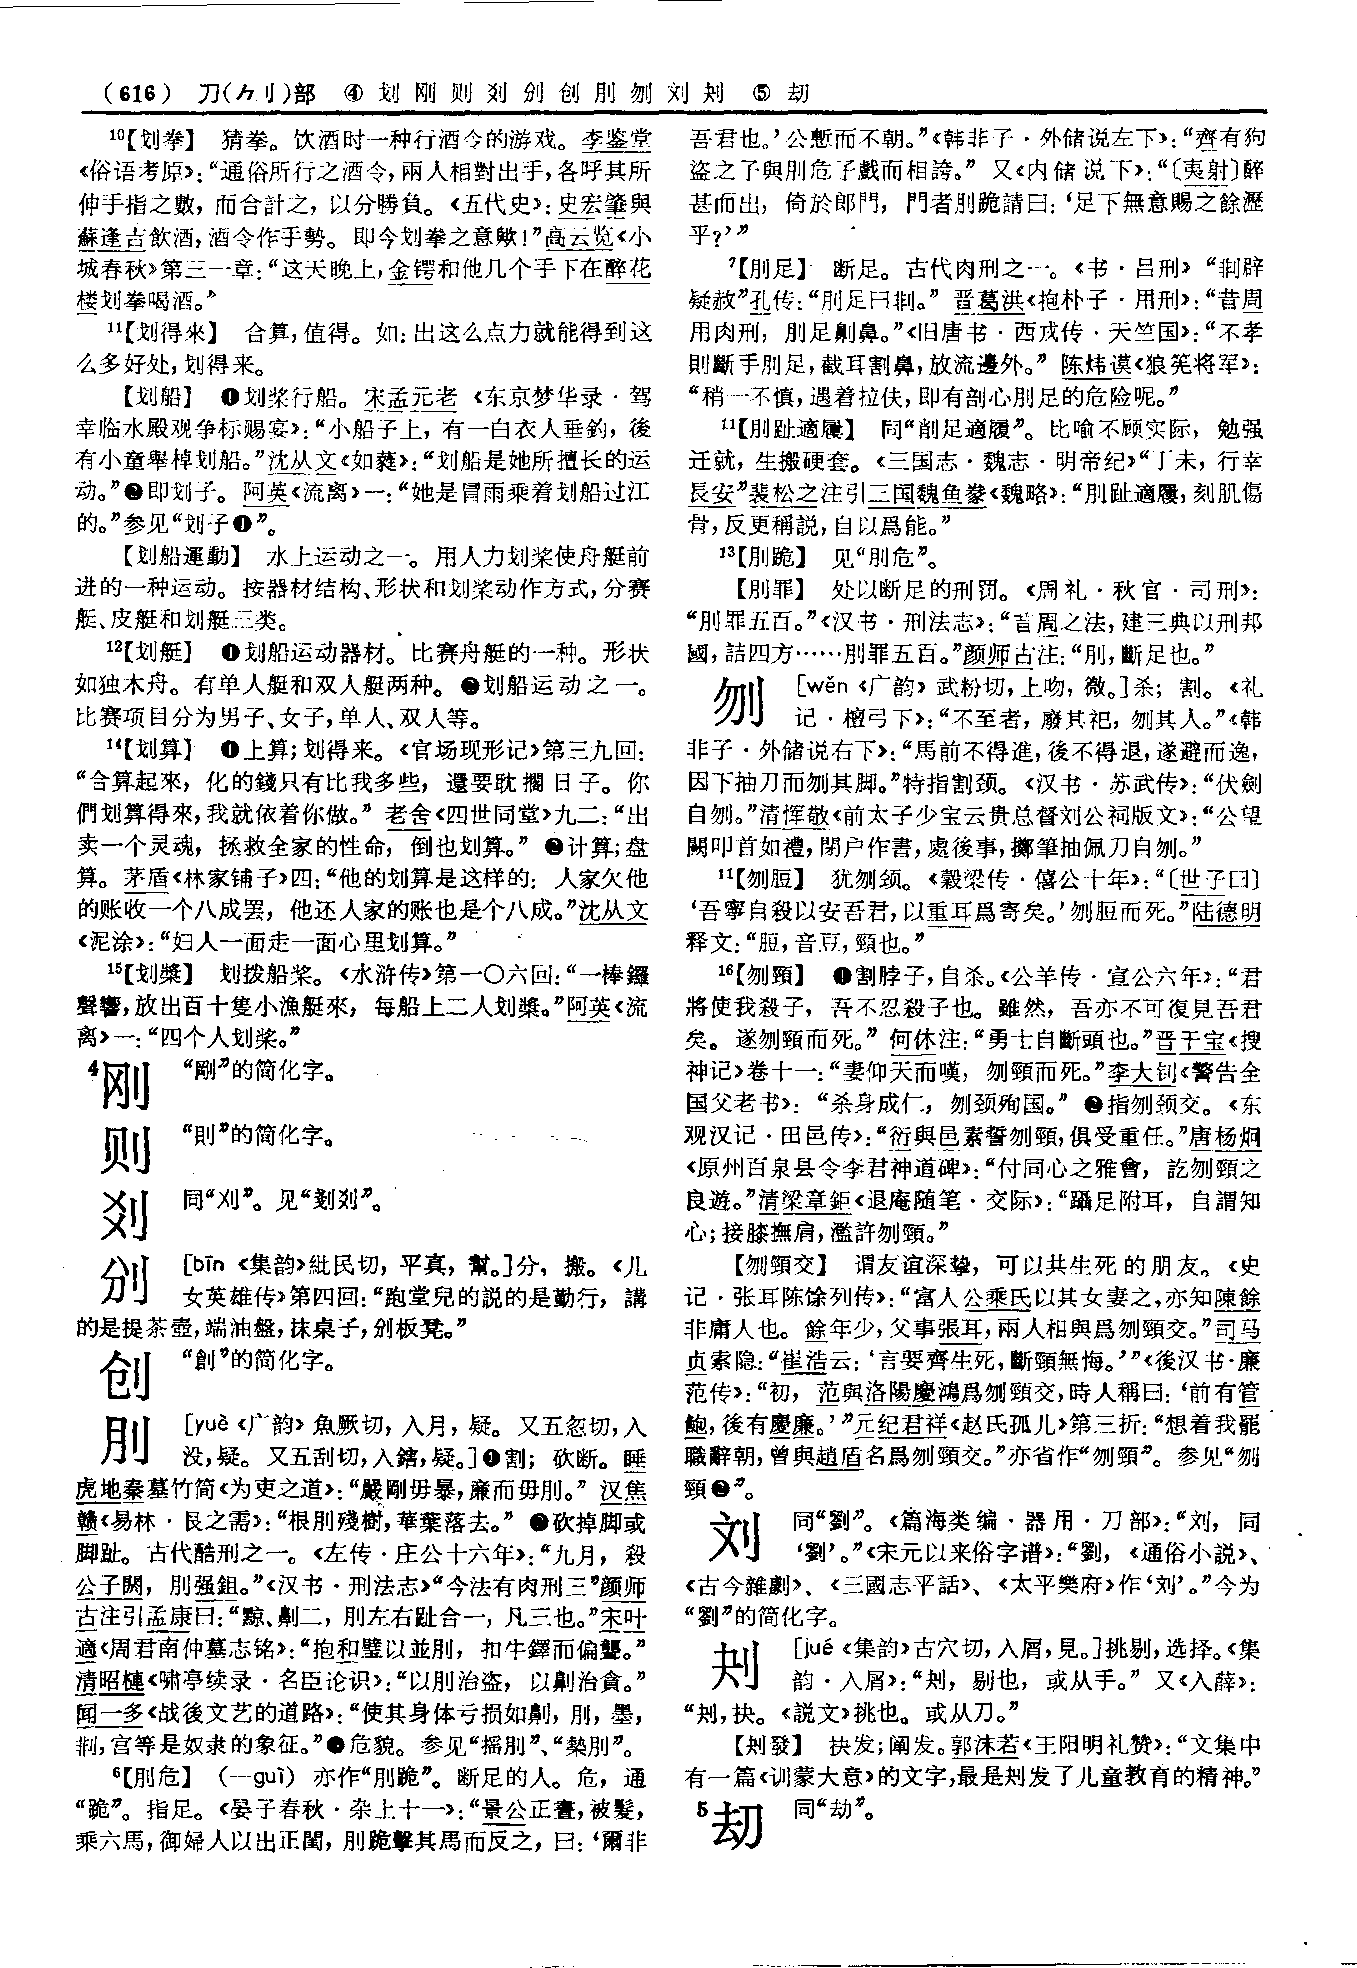 (616) 刀(⺈刂)部 ④ 划 刚 则 刘 分 创 刖 刎 刘 刔 ⑤ 刧
¹⁰【划拳】 猜拳。饮酒时一种行酒令的游戏。李鉴堂
《俗语考原》：“通俗所行之酒令，兩人相對出手，各呼其所
伸手指之數，而合計之，以分勝負。《五代史》：史宏肇與
蘇逢吉飲酒，酒令作手勢。即今划拳之意歟！”高云览《小
城春秋》第三一章：“这天晚上，金锷和他几个手下在醉花
楼划拳喝酒。”
¹¹【划得來】 合算，值得。如：出这么点力就能得到这
么多好处，划得来。
【划船】 ❶划桨行船。宋孟元老《东京梦华录·驾
幸临水殿观争标赐宴》：“小船子上，有一白衣人垂釣，後
有小童舉棹划船。”沈从文《如蕤》：“划船是她所擅长的运
动。”❷即划子。阿英《流离》一：“她是冒雨乘着划船过江
的。”参见“划子❶”。
【划船運動】 水上运动之一。用人力划桨使舟艇前
进的一种运动。按器材结构、形状和划桨动作方式，分赛
艇、皮艇和划艇三类。
¹²【划艇】 ❶划船运动器材。比赛舟艇的一种。形状
如独木舟。有单人艇和双人艇两种。❷划船运动之一。
比赛项目分为男子、女子，单人、双人等。
¹⁴【划算】 ❶上算；划得来。《官场现形记》第三九回：
“合算起來，化的錢只有比我多些，還要耽擱日子。你
們划算得來，我就依着你做。”老舍《四世同堂》九二：“出
卖一个灵魂，拯救全家的性命，倒也划算。”❷计算；盘
算。茅盾《林家铺子》四：“他的划算是这样的：人家欠他
的账收一个八成罢，他还人家的账也是个八成。”沈从文
《泥涂》：“妇人一面走一面心里划算。”
¹⁵【划槳】 划拨船桨。《水浒传》第一〇六回：“一棒鑼
聲響，放出百十隻小漁艇來，每船上二人划槳。”阿英《流
离》一：“四个人划桨。”
⁴刚 “剛”的简化字。
则 “則”的简化字。
刘 同“刈”。见“剗刘”。
分 [bīn《集韵》紕民切，平真，幫。]分，搬。《儿
女英雄传》第四回：“跑堂兒的説的是勤行，講
的是提茶壺，端油盤，抹桌子，分板凳。”
创 “創”的简化字。
刖 [yuè《广韵》魚厥切，入月，疑。又五忽切，入
没，疑。又五刮切，入鎋，疑。]❶割；砍断。睡
虎地秦墓竹简《为吏之道》：“嚴剛毋暴，廉而毋刖。”汉焦
赣《易林·艮之需》：“根刖殘樹，華葉落去。”❷砍掉脚或
脚趾。古代酷刑之一。《左传·庄公十六年》：“九月，殺
公子閼，刖强鉏。”《汉书·刑法志》“今法有肉刑三”颜师
古注引孟康曰：“黥、劓二，刖左右趾合一，凡三也。”宋叶
適《周君南仲墓志铭》：“抱和璧以並刖，扣牛鐸而偏聾。”
清昭槤《啸亭续录·名臣论识》：“以刖治盗，以劓治貪。”
闻一多《战後文艺的道路》：“使其身体亏损如劓，刖，墨，
剕，宫等是奴隶的象征。”❸危貌。参见“摇刖”、“槷刖”。
⁶【刖危】（—guì）亦作“刖跪”。断足的人。危，通
“跪”。指足。《晏子春秋·杂上十一》：“景公正晝，被髮，
乘六馬，御婦人以出正閨，刖跪擊其馬而反之，曰：‘爾非
吾君也。’公慙而不朝。”《韩非子·外储说左下》：“齊有狗
盜之子與刖危子戲而相誇。”又《内储说下》：“〔夷射〕醉
甚而出，倚於郎門，門者刖跪請曰：‘足下無意賜之餘瀝
乎？’”
⁷【刖足】 断足。古代肉刑之一。《书·吕刑》“剕辟
疑赦”孔传：“刖足曰剕。”晋葛洪《抱朴子·用刑》：“昔周
用肉刑，刖足劓鼻。”《旧唐书·西戎传·天竺国》：“不孝
則斷手刖足，截耳割鼻，放流邊外。”陈炜谟《狼筅将军》：
“稍一不慎，遇着拉伕，即有剖心刖足的危险呢。”
¹¹【刖趾適屨】 同“削足適履”。比喻不顾实际，勉强
迁就，生搬硬套。《三国志·魏志·明帝纪》“丁未，行幸
長安”裴松之注引三国魏鱼豢《魏略》：“刖趾適屨，刻肌傷
骨，反更稱説，自以爲能。”
¹³【刖跪】 见“刖危”。
【刖罪】 处以断足的刑罚。《周礼·秋官·司刑》：
“刖罪五百。”《汉书·刑法志》：“昔周之法，建三典以刑邦
國，詰四方……刖罪五百。”颜师古注：“刖，斷足也。”
刎 [wěn《广韵》武粉切，上吻，微。]杀；割。《礼
记·檀弓下》：“不至者，廢其祀，刎其人。”《韩
非子·外储说右下》：“馬前不得進，後不得退，遂避而逸，
因下抽刀而刎其脚。”特指割颈。《汉书·苏武传》：“伏劍
自刎。”清恽敬《前太子少宝云贵总督刘公祠版文》：“公望
闕叩首如禮，閉户作書，處後事，擲筆抽佩刀自刎。”
¹¹【刎脰】 犹刎颈。《穀梁传·僖公十年》：“〔世子曰〕
‘吾寧自殺以安吾君，以重耳爲寄矣。’刎脰而死。”陆德明
释文：“脰，音豆，頸也。”
¹⁶【刎頸】 ❶割脖子，自杀。《公羊传·宣公六年》：“君
將使我殺子，吾不忍殺子也。雖然，吾亦不可復見吾君
矣。遂刎頸而死。”何休注：“勇士自斷頭也。”晋干宝《搜
神记》卷十一：“妻仰天而嘆，刎頸而死。”李大钊《警告全
国父老书》：“杀身成仁，刎颈殉国。”❷指刎颈交。《东
观汉记·田邑传》：“衍與邑素誓刎頸，俱受重任。”唐杨炯
《原州百泉县令李君神道碑》：“付同心之雅會，訖刎頸之
良遊。”清梁章鉅《退庵随笔·交际》：“躡足附耳，自謂知
心；接膝撫肩，濫許刎頸。”
【刎頸交】 谓友谊深挚，可以共生死的朋友。《史
记·张耳陈馀列传》：“富人公乘氏以其女妻之，亦知陳餘
非庸人也。餘年少，父事張耳，兩人相與爲刎頸交。”司马
贞索隐：“崔浩云：‘言要齊生死，斷頸無悔。’”《後汉书·廉
范传》：“初，范與洛陽慶鴻爲刎頸交，時人稱曰：‘前有管
鮑，後有慶廉。’”元纪君祥《赵氏孤儿》第三折：“想着我罷
職辭朝，曾與趙盾名爲刎頸交。”亦省作“刎頸”。参见“刎
頸❷”。
刘 同“劉”。《篇海类编·器用·刀部》：“刘，同
‘劉’。”《宋元以来俗字谱》：“劉，《通俗小説》、
《古今雜劇》、《三國志平話》、《太平樂府》作‘刘’。”今为
“劉”的简化字。
刔 [jué《集韵》古穴切，入屑，見。]挑剔，选择。《集
韵·入屑》：“刔，剔也，或从手。”又《入薛》：
“刔，抉。《説文》挑也。或从刀。”
【刔發】 抉发；阐发。郭沫若《王阳明礼赞》：“文集中
有一篇《训蒙大意》的文字，最是刔发了儿童教育的精神。”
⁵刧 同“劫”。